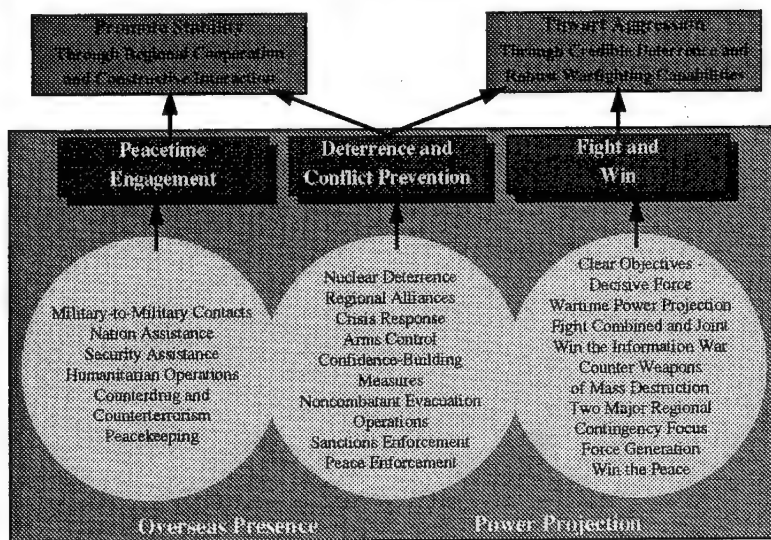 Promote Stability
Through Regional Cooperation
and Constructive Interaction
Thwart Aggression
Through Credible Deterrence and
Robust Warfighting Capabilities
Peacetime
Engagement
Deterrence and
Conflict Prevention
Fight and
Win
Military-to-Military Contacts
Nation Assistance
Security Assistance
Humanitarian Operations
Counterdrug and
Counterterrorism
Peacekeeping
Nuclear Deterrence
Regional Alliances
Crisis Response
Arms Control
Confidence-Building
Measures
Noncombatant Evacuation
Operations
Sanctions Enforcement
Peace Enforcement
Clear Objectives -
Decisive Force
Wartime Power Projection
Fight Combined and Joint
Win the Information War
Counter Weapons
of Mass Destruction
Two Major Regional
Contingency Focus
Force Generation
Win the Peace
Overseas Presence
Power Projection